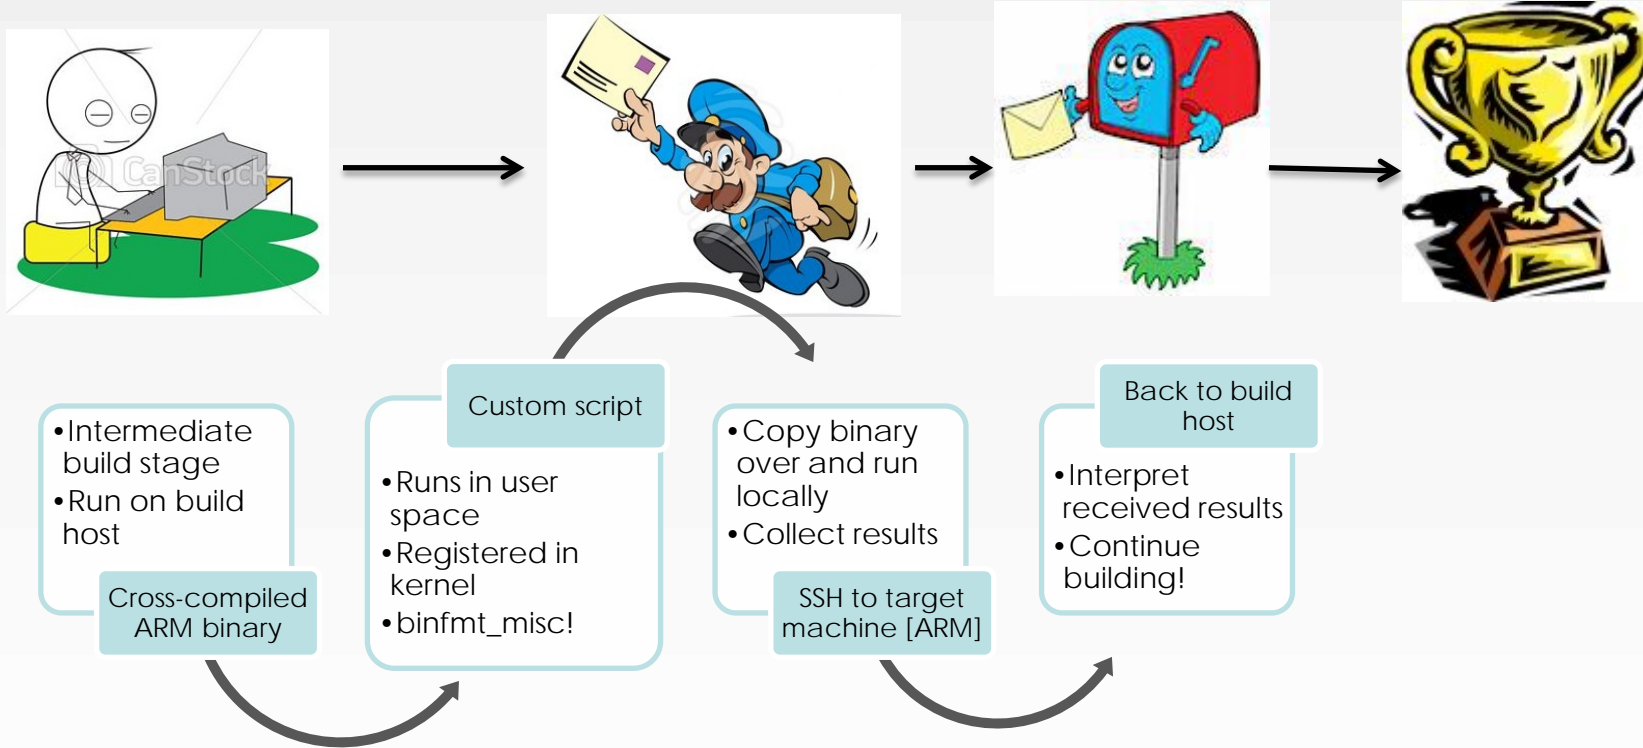 CanStock
•Intermediate
build stage
•Run on build
host
Cross-compiled
ARM binary
Custom script
•Runs in user
space
•Registered in
kernel
•binfmt_misc!
•Copy binary
over and run
locally
•Collect results
SSH to target
machine [ARM]
Back to build
host
•Interpret
received results
•Continue
building!